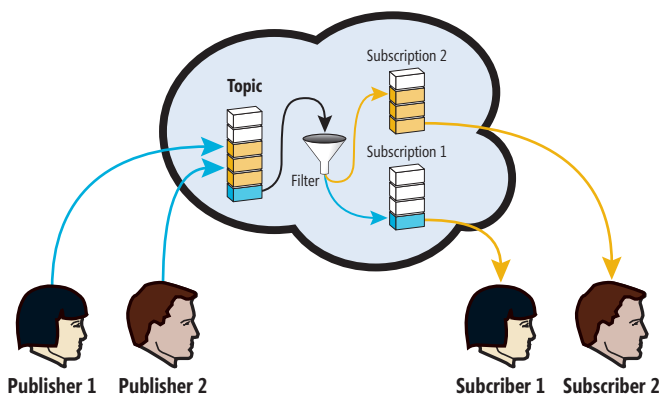 Subscription 2
Topic
Subscription 1
Filter
Publisher 1
Publisher 2
Subcriber 1
Subscriber 2